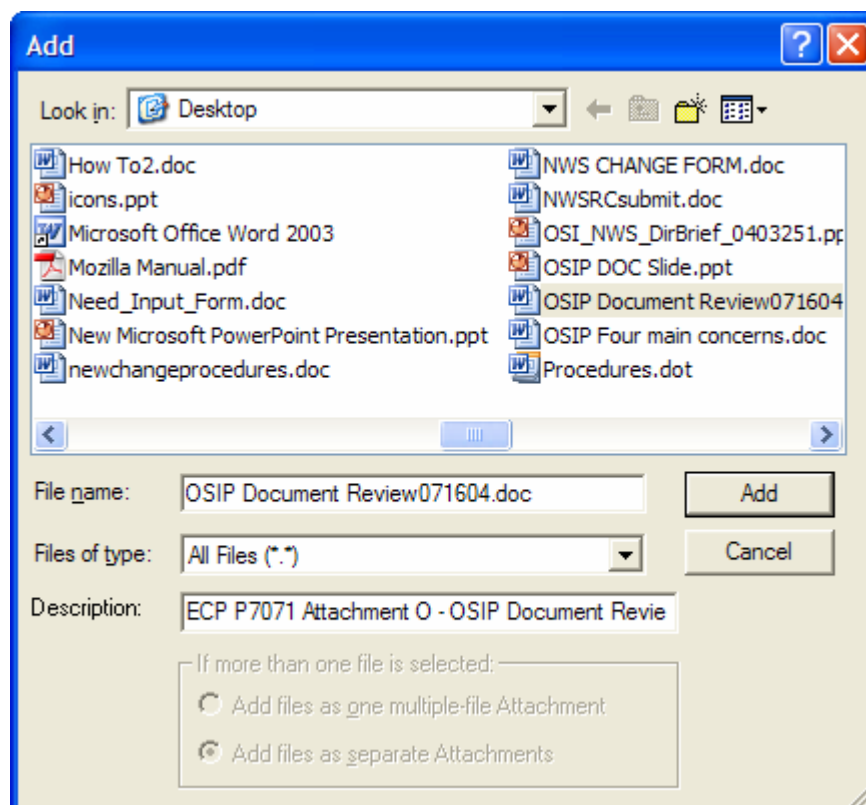 Add
Look in: Desktop
How To2.doc
icons.ppt
Microsoft Office Word 2003
Mozilla Manual.pdf
Need_Input_Form.doc
New Microsoft PowerPoint Presentation.ppt
newchangeprocedures.doc
NWS CHANGE FORM.doc
NWSRCsubmit.doc
OSI_NWS_DirBrief_0403251.pp
OSIP DOC Slide.ppt
OSIP Document Review071604
OSIP Four main concerns.doc
Procedures.dot
File name: OSIP Document Review071604.doc Add
Files of type: All Files (*.*) Cancel
Description: ECP P7071 Attachment O - OSIP Document Revie
If more than one file is selected:
Add files as one multiple-file Attachment
Add files as separate Attachments